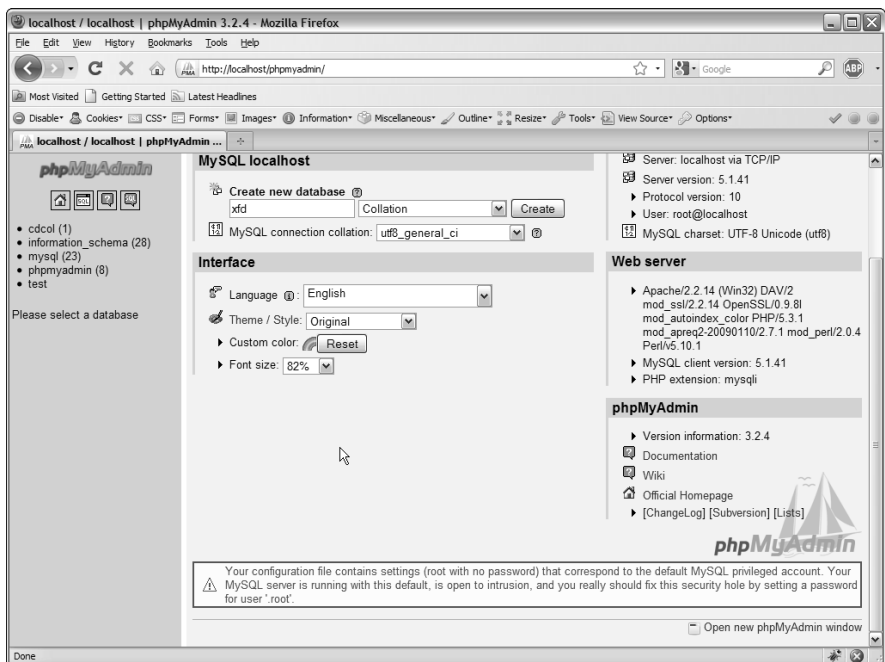 localhost / localhost | phpMyAdmin 3.2.4 - Mozilla Firefox
File Edit View History Bookmarks Tools Help
http://localhost/phpmyadmin/
Google
ABP
Most Visited Getting Started Latest Headlines
Disable Cookies CSS Forms Images Information Miscellaneous Outline Resize Tools View Source Options
localhost / localhost | phpMyAdmin ...
phpMyAdmin
cdcol (1)
information_schema (28)
mysql (23)
phpmyadmin (8)
test
Please select a database
MySQL localhost
Create new database
xfd Collation Create
MySQL connection collation: utf8_general_ci
Interface
Language : English
Theme / Style: Original
Custom color: Reset
Font size: 82%
Server: localhost via TCP/IP
Server version: 5.1.41
Protocol version: 10
User: root@localhost
MySQL charset: UTF-8 Unicode (utf8)
Web server
Apache/2.2.14 (Win32) DAV/2
mod_ssl/2.2.14 OpenSSL/0.9.8l
mod_autoindex_color PHP/5.3.1
mod_apreq2-20090110/2.7.1 mod_perl/2.0.4
Perl/v5.10.1
MySQL client version: 5.1.41
PHP extension: mysqli
phpMyAdmin
Version information: 3.2.4
Documentation
Wiki
Official Homepage
[ChangeLog] [Subversion] [Lists]
phpMyAdmin
Your configuration file contains settings (root with no password) that correspond to the default MySQL privileged account. Your
MySQL server is running with this default, is open to intrusion, and you really should fix this security hole by setting a password
for user '.root'.
Open new phpMyAdmin window
Done